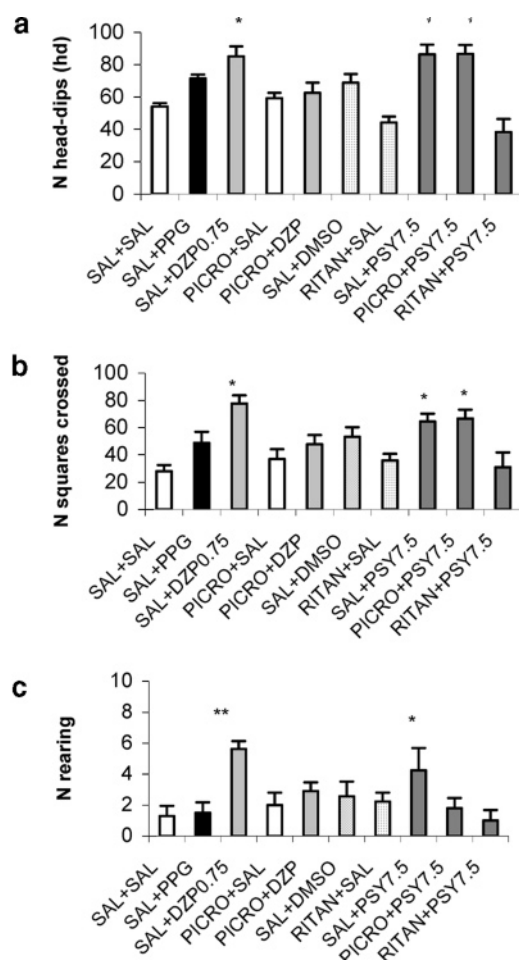 a
N head-dips (hd)
100
80
60
40
20
0
*
*
*
SAL+SAL
SAL+PPG
SAL+DZP0.75
PICRO+SAL
PICRO+DZP
SAL+DMSO
RITAN+SAL
SAL+PSY7.5
PICRO+PSY7.5
RITAN+PSY7.5
b
N squares crossed
100
80
60
40
20
0
*
*
*
SAL+SAL
SAL+PPG
SAL+DZP0.75
PICRO+SAL
PICRO+DZP
SAL+DMSO
RITAN+SAL
SAL+PSY7.5
PICRO+PSY7.5
RITAN+PSY7.5
c
N rearing
10
8
6
4
2
0
**
*
SAL+SAL
SAL+PPG
SAL+DZP0.75
PICRO+SAL
PICRO+DZP
SAL+DMSO
RITAN+SAL
SAL+PSY7.5
PICRO+PSY7.5
RITAN+PSY7.5